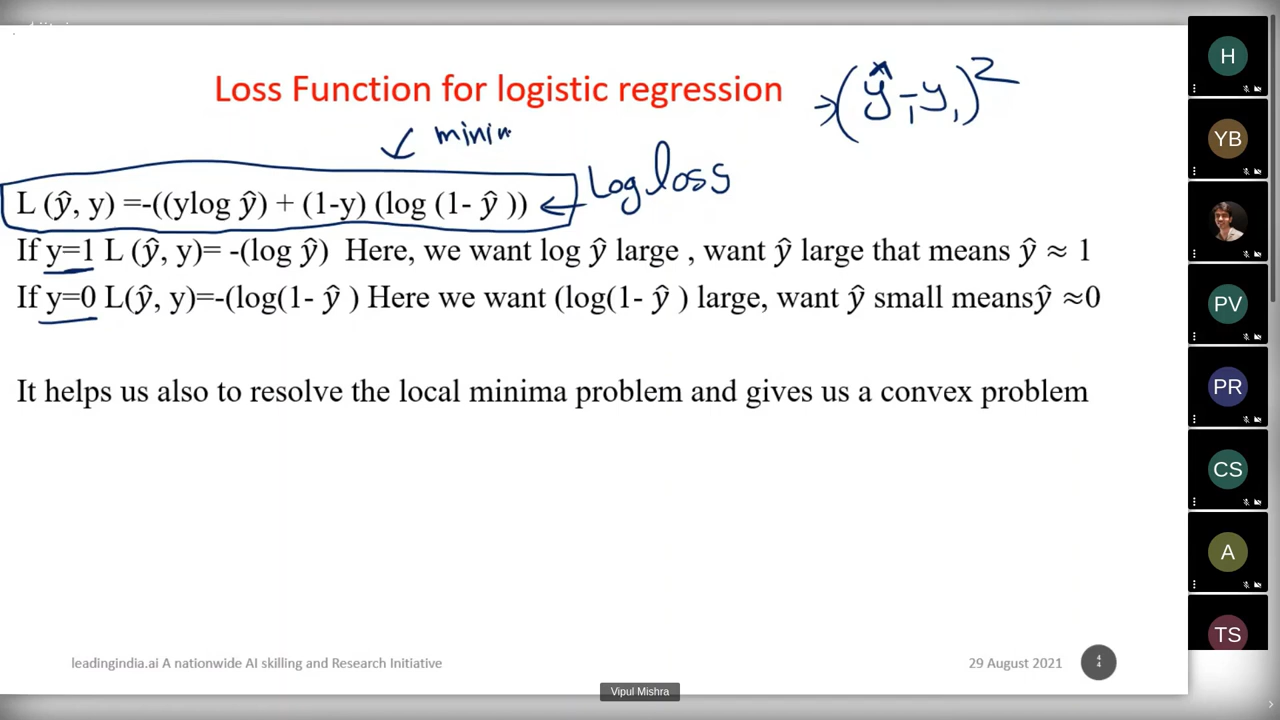 Loss Function for logistic regression
(ŷ - y)²
Log loss
L (ŷ, y) =-((ylog ŷ) + (1-y) (log (1- ŷ ))
If y=1 L (ŷ, y)= -(log ŷ) Here, we want log ŷ large , want ŷ large that means ŷ ≈ 1
If y=0 L(ŷ, y)=-(log(1- ŷ ) Here we want (log(1- ŷ ) large, want ŷ small meansŷ ≈0
It helps us also to resolve the local minima problem and gives us a convex problem
leadingindia.ai A nationwide AI skilling and Research Initiative
29 August 2021
44
Vipul Mishra
H
YB
PV
PR
CS
A
TS